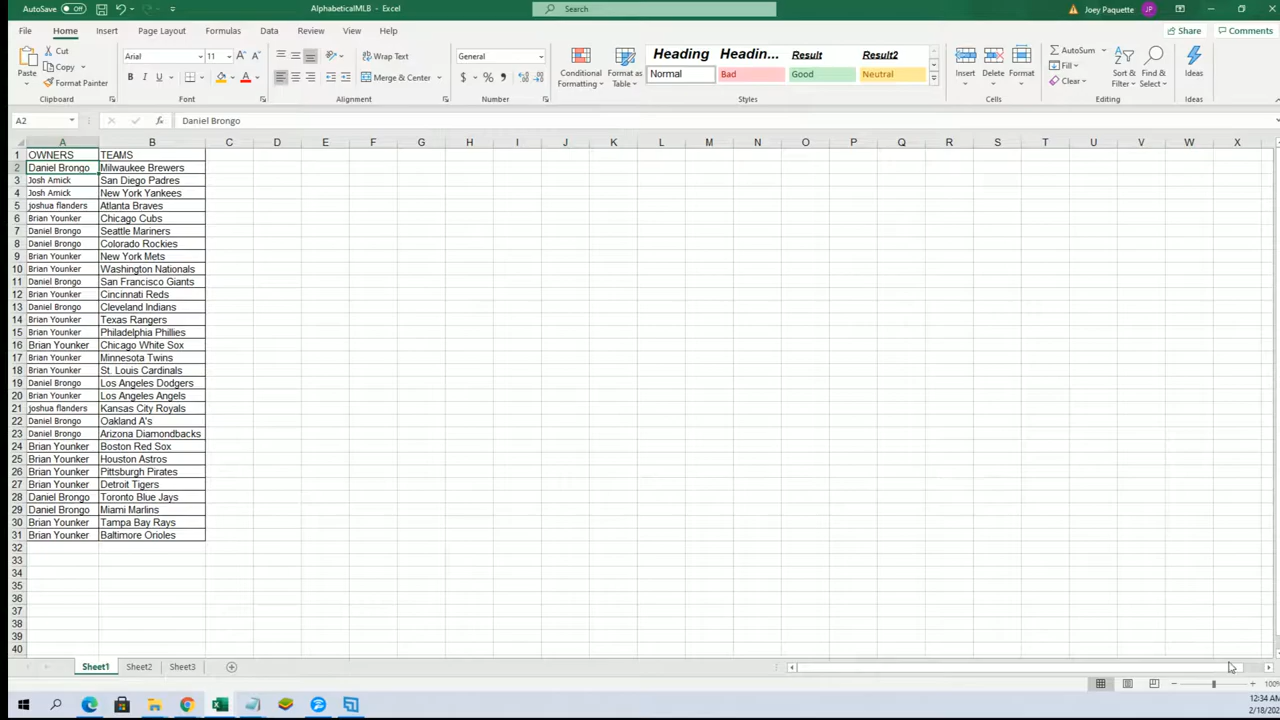 AutoSave Off AlphabeticalMLB - Excel Search Joey Paquette JP
File Home Insert Page Layout Formulas Data Review View Help Share Comments
Paste Cut Copy Format Painter Clipboard
Arial 11 A A B I U A Font
ab Wrap Text Merge & Center Alignment
General $ % , Number
Conditional Formatting Format as Table
Heading Headin... Result Result2
Normal Bad Good Neutral
Styles
Insert Delete Format Cells
AutoSum Fill Clear Sort & Filter Find & Select Editing
Ideas Ideas
A2 fx Daniel Brongo
A B C D E F G H I J K L M N O P Q R S T U V W X
1 OWNERS TEAMS
2 Daniel Brongo Milwaukee Brewers
3 Josh Amick San Diego Padres
4 Josh Amick New York Yankees
5 joshua flanders Atlanta Braves
6 Brian Younker Chicago Cubs
7 Daniel Brongo Seattle Mariners
8 Daniel Brongo Colorado Rockies
9 Brian Younker New York Mets
10 Brian Younker Washington Nationals
11 Daniel Brongo San Francisco Giants
12 Brian Younker Cincinnati Reds
13 Daniel Brongo Cleveland Indians
14 Brian Younker Texas Rangers
15 Brian Younker Philadelphia Phillies
16 Brian Younker Chicago White Sox
17 Brian Younker Minnesota Twins
18 Brian Younker St. Louis Cardinals
19 Daniel Brongo Los Angeles Dodgers
20 Brian Younker Los Angeles Angels
21 joshua flanders Kansas City Royals
22 Daniel Brongo Oakland A's
23 Daniel Brongo Arizona Diamondbacks
24 Brian Younker Boston Red Sox
25 Brian Younker Houston Astros
26 Brian Younker Pittsburgh Pirates
27 Brian Younker Detroit Tigers
28 Daniel Brongo Toronto Blue Jays
29 Daniel Brongo Miami Marlins
30 Brian Younker Tampa Bay Rays
31 Brian Younker Baltimore Orioles
32
33
34
35
36
37
38
39
40
Sheet1 Sheet2 Sheet3
100%
12:34 AM
2/18/202